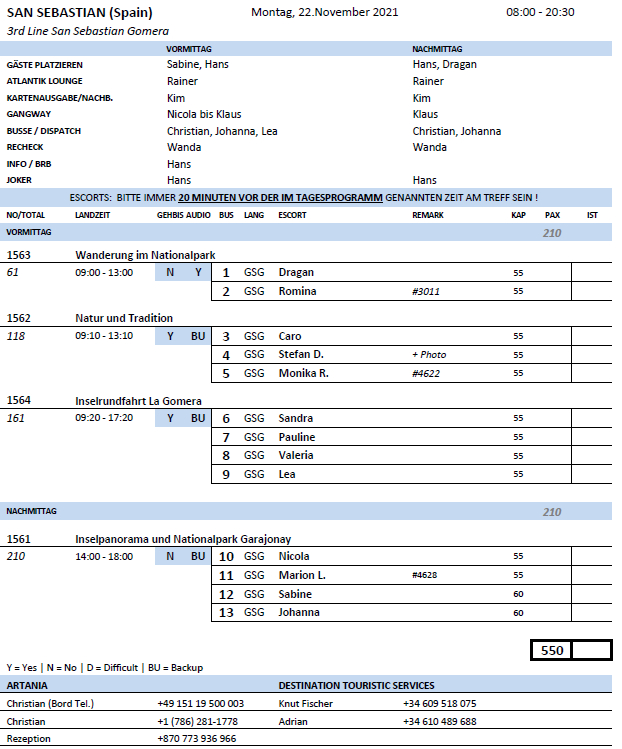 SAN SEBASTIAN (Spain) Montag, 22.November 2021 08:00 - 20:30
3rd Line San Sebastian Gomera
VORMITTAG NACHMITTAG
GÄSTE PLATZIEREN Sabine, Hans Hans, Dragan
ATLANTIK LOUNGE Rainer Rainer
KARTENAUSGABE/NACHB. Kim Kim
GANGWAY Nicola bis Klaus Klaus
BUSSE / DISPATCH Christian, Johanna, Lea Christian, Johanna
RECHECK Wanda Wanda
INFO / BRB Hans
JOKER Hans Hans
ESCORTS: BITTE IMMER 20 MINUTEN VOR DER IM TAGESPROGRAMM GENANNTEN ZEIT AM TREFF SEIN !
NO/TOTAL LANDZEIT GEHBIS AUDIO BUS LANG ESCORT REMARK KAP PAX IST
VORMITTAG 210
1563 Wanderung im Nationalpark
61 09:00 - 13:00 N Y 1 GSG Dragan 55
2 GSG Romina #3011 55
1562 Natur und Tradition
118 09:10 - 13:10 Y BU 3 GSG Caro 55
4 GSG Stefan D. + Photo 55
5 GSG Monika R. #4622 55
1564 Inselrundfahrt La Gomera
161 09:20 - 17:20 Y BU 6 GSG Sandra 55
7 GSG Pauline 55
8 GSG Valeria 55
9 GSG Lea 55
NACHMITTAG 210
1561 Inselpanorama und Nationalpark Garajonay
210 14:00 - 18:00 N BU 10 GSG Nicola 55
11 GSG Marion L. #4628 55
12 GSG Sabine 60
13 GSG Johanna 60
550
Y = Yes | N = No | D = Difficult | BU = Backup
ARTANIA DESTINATION TOURISTIC SERVICES
Christian (Bord Tel.) +49 151 19 500 003 Knut Fischer +34 609 518 075
Christian +1 (786) 281-1778 Adrian +34 610 489 688
Rezeption +870 773 936 966